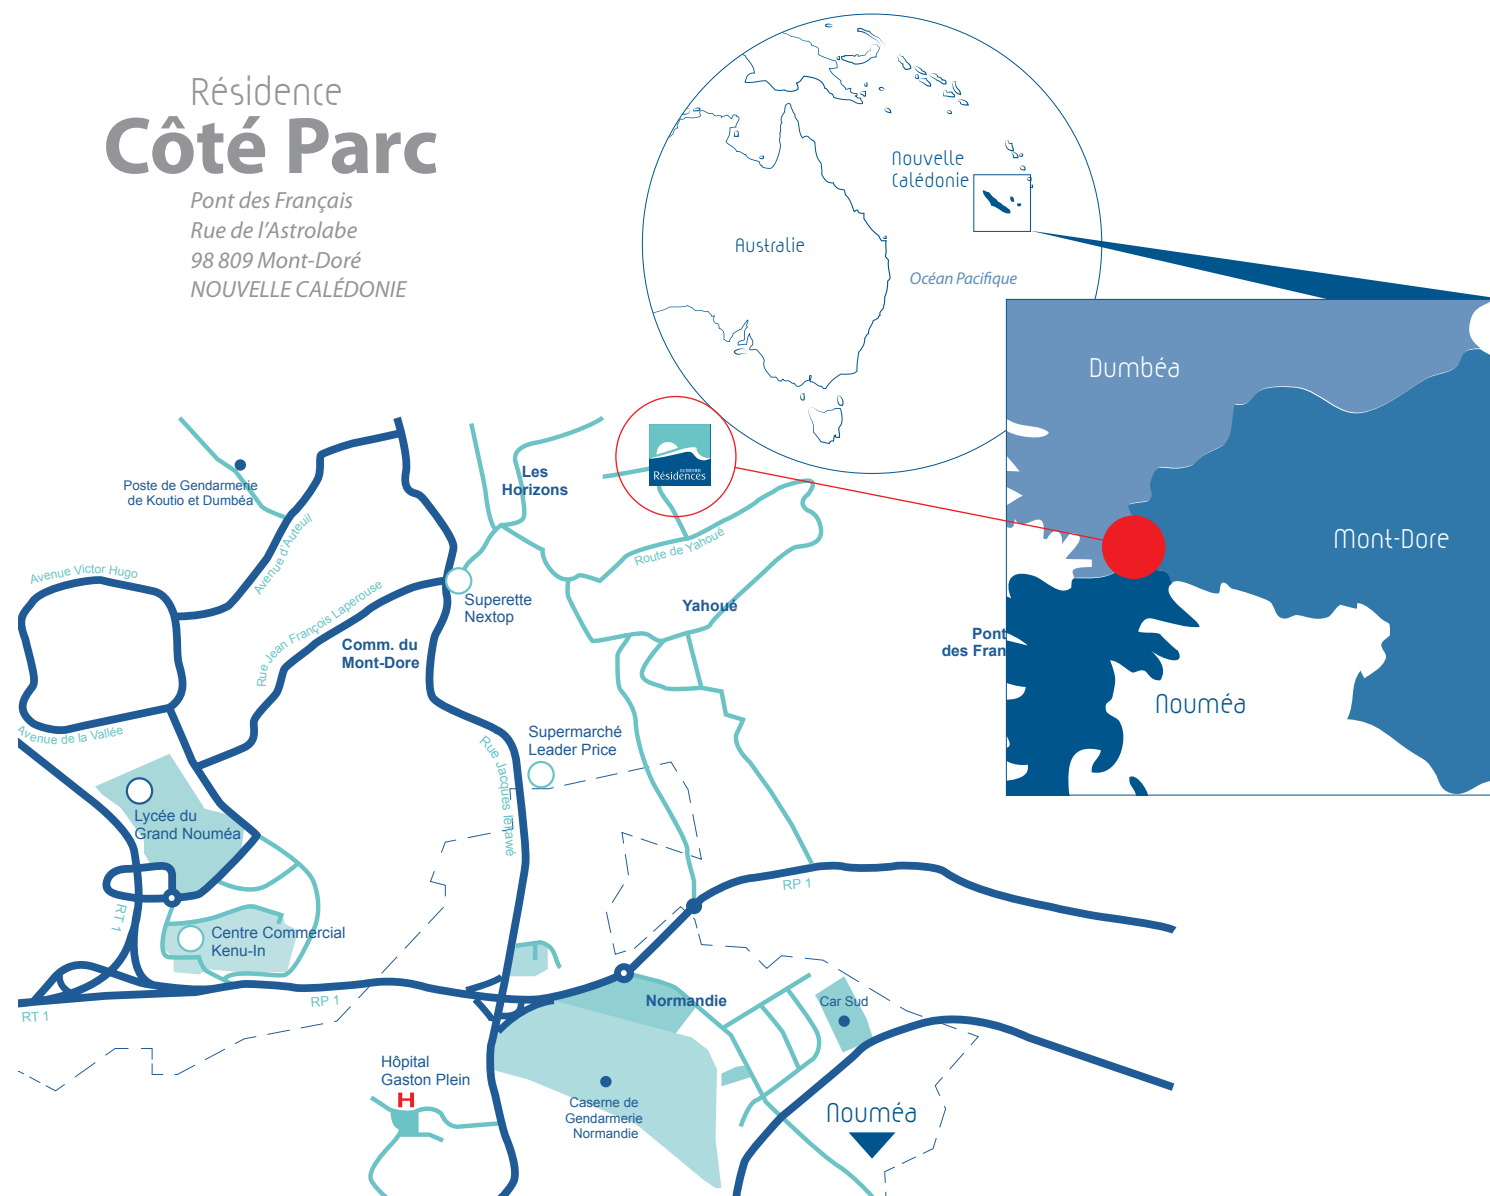 Résidence
Côté Parc
Pont des Français
Rue de l'Astrolabe
98 809 Mont-Doré
NOUVELLE CALÉDONIE
Nouvelle
Calédonie
Australie
Océan Pacifique
Dumbéa
Mont-Dore
Nouméa
Pont
des Fran
Résidences
Les
Horizons
Poste de Gendarmerie
de Koutio et Dumbéa
Avenue d'Auteuil
Route de Yahoué
Avenue Victor Hugo
Rue Jean François Laperouse
Superette
Nextop
Yahoué
Comm. du
Mont-Dore
Avenue de la Vallée
Supermarché
Leader Price
Rue Jacques Iékawé
Lycée du
Grand Nouméa
RP 1
RT 1
Centre Commercial
Kenu-In
RP 1
RT 1
Normandie
Car Sud
Hôpital
Gaston Plein
H
Caserne de
Gendarmerie
Normandie
Nouméa